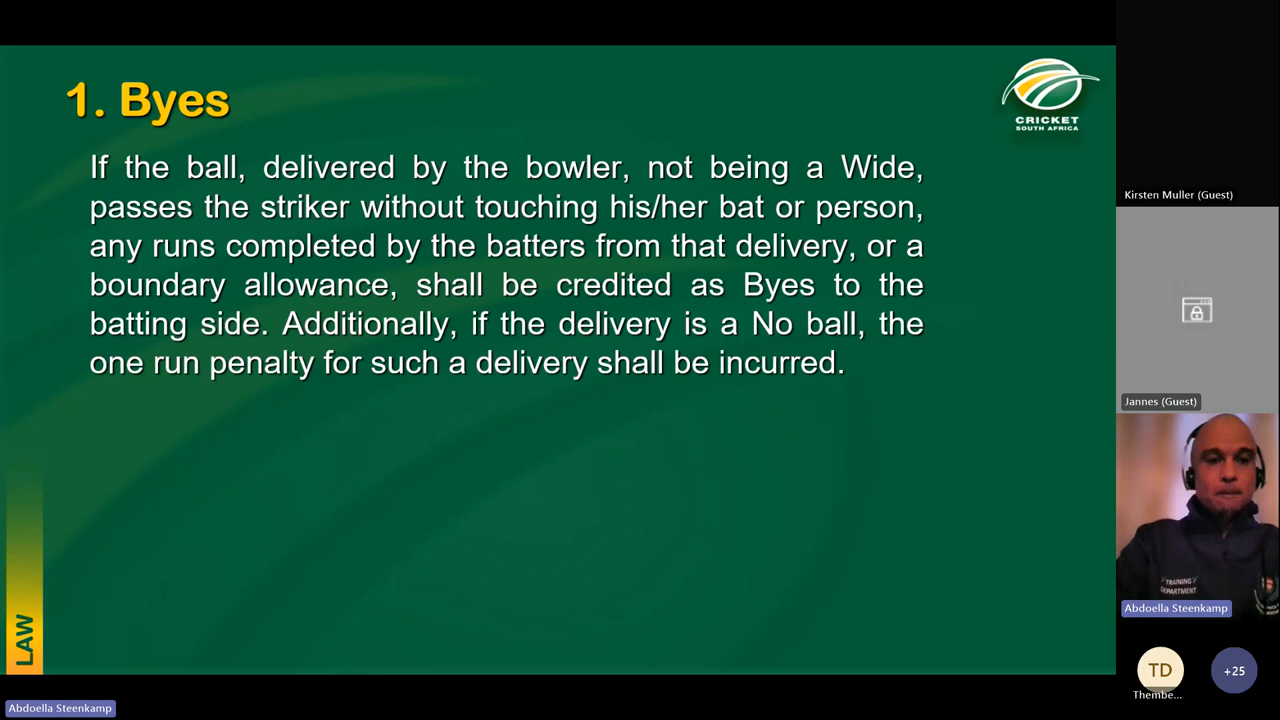 1. Byes
CRICKET
SOUTH AFRICA
If the ball, delivered by the bowler, not being a Wide,
passes the striker without touching his/her bat or person,
any runs completed by the batters from that delivery, or a
boundary allowance, shall be credited as Byes to the
batting side. Additionally, if the delivery is a No ball, the
one run penalty for such a delivery shall be incurred.
LAW
Abdoella Steenkamp
Kirsten Muller (Guest)
Jannes (Guest)
TRAINING
DEPARTMENT
Abdoella Steenkamp
TD
Thembe...
+25